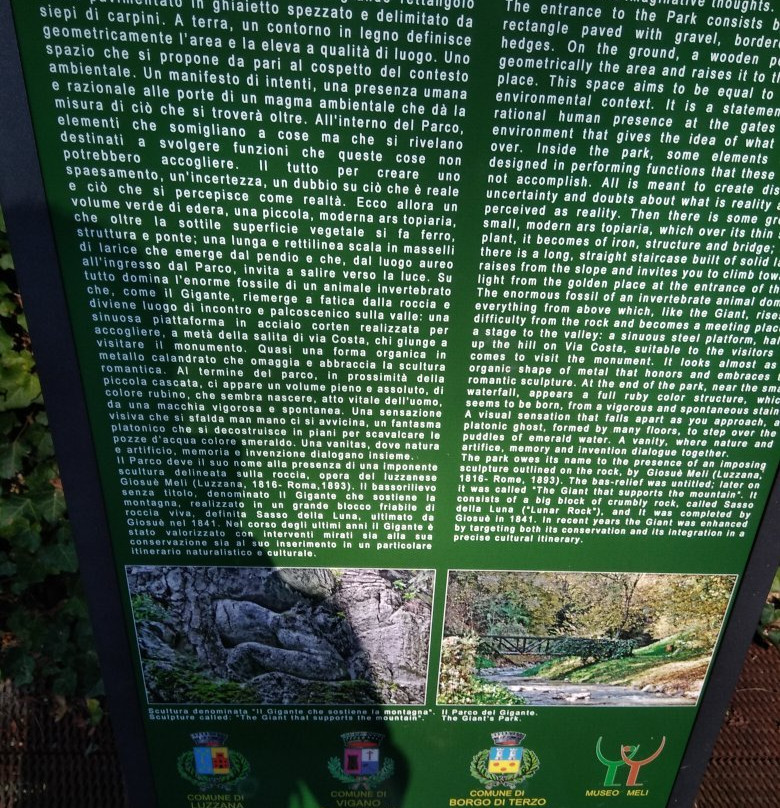 pavimentato in ghiaietto spezzato e delimitato da
siepi di carpini. A terra, un contorno in legno definisce
geometricamente l'area e la eleva a qualità di luogo. Uno
spazio che si propone da pari al cospetto del contesto
ambientale. Un manifesto di intenti, una presenza umana
e razionale alle porte di un magma ambientale che dà la
misura di ciò che si troverà oltre. All'interno del Parco,
elementi che somigliano a cose ma che si rivelano
destinati a svolgere funzioni che queste cose non
potrebbero accogliere. Il tutto per creare uno
spaesamento, un'incertezza, un dubbio su ciò che è reale
e ciò che si percepisce come realtà. Ecco allora un
volume verde di edera, una piccola, moderna ars topiaria,
che oltre la sottile superficie vegetale si fa ferro,
struttura e ponte; una lunga e rettilinea scala in masselli
di larice che emerge dal pendio e che, dal luogo aureo
all'ingresso dal Parco, invita a salire verso la luce. Su
tutto domina l'enorme fossile di un animale invertebrato
che, come il Gigante, riemerge a fatica dalla roccia e
diviene luogo di incontro e palcoscenico sulla valle: una
sinuosa piattaforma in acciaio corten realizzata per
accogliere, a metà della salita di via Costa, chi giunge a
visitare il monumento. Quasi una forma organica in
metallo calandrato che omaggia e abbraccia la scultura
romantica. Al termine del parco, in prossimità della
piccola cascata, ci appare un volume pieno e assoluto, di
colore rubino, che sembra nascere, atto vitale dell'uomo,
da una macchia vigorosa e spontanea. Una sensazione
visiva che si sfalda man mano ci si avvicina, un fantasma
platonico che si decostruisce in piani per scavalcare le
pozze d'acqua colore smeraldo. Una vanitas, dove natura
e artificio, memoria e invenzione dialogano insieme.
Il Parco deve il suo nome alla presenza di una imponente
scultura delineata sulla roccia, opera del luzzanese
Giosuè Meli (Luzzana, 1816- Roma,1893). Il bassorilievo
senza titolo, denominato Il Gigante che sostiene la
montagna, realizzato in un grande blocco friabile di
roccia viva, definita Sasso della Luna, ultimato da
Giosuè nel 1841. Nel corso degli ultimi anni il Gigante è
stato valorizzato con interventi mirati sia alla sua
conservazione sia al suo inserimento in un particolare
itinerario naturalistico e culturale.
thoughts.
The entrance to the Park consists
rectangle paved with gravel,
hedges. On the ground, a wooden
geometrically the area and raises it to
place. This space aims to be equal to
environmental context. It is a
rational human presence at the gates
environment that gives the idea of what
over. Inside the park, some elements
designed in performing functions that these
not accomplish. All is meant to create
uncertainty and doubts about what is reality
perceived as reality. Then there is some
small, modern ars topiaria, which over its thin
plant, it becomes of iron, structure and bridge;
there is a long, straight staircase built of solid
raises from the slope and invites you to climb
light from the golden place at the entrance of
The enormous fossil of an invertebrate animal
everything from above which, like the Giant,
difficulty from the rock and becomes a meeting
a stage to the valley: a sinuous steel platform,
up the hill on Via Costa, suitable to the visitors
comes to visit the monument. It looks almost as
organic shape of metal that honors and embraces
romantic sculpture. At the end of the park, near the
waterfall, appears a full ruby color structure,
seems to be born, from a vigorous and spontaneous
A visual sensation that falls apart as you approach, a
platonic ghost, formed by many floors, to step over the
puddles of emerald water. A vanity, where nature and
artifice, memory and invention dialogue together.
The park owes its name to the presence of an imposing
sculpture outlined on the rock, by Giosuè Meli (Luzzana,
1816- Rome, 1893). The bas-relief was untitled; later
it was called "The Giant that supports the mountain". It
consists of a big block of crumbly rock, called Sasso
della Luna ("Lunar Rock"), and it was completed by
Giosuè in 1841. In recent years the Giant was enhanced
by targeting both its conservation and its integration in a
precise cultural itinerary.
Scultura denominata "Il Gigante che sostiene la montagna".
Sculpture called: "The Giant that supports the mountain".
Il Parco del Gigante.
The Giant's Park.
COMUNE DI
LUZZANA
COMUNE DI
VIGANO
COMUNE DI
BORGO DI TERZO
MUSEO MELI